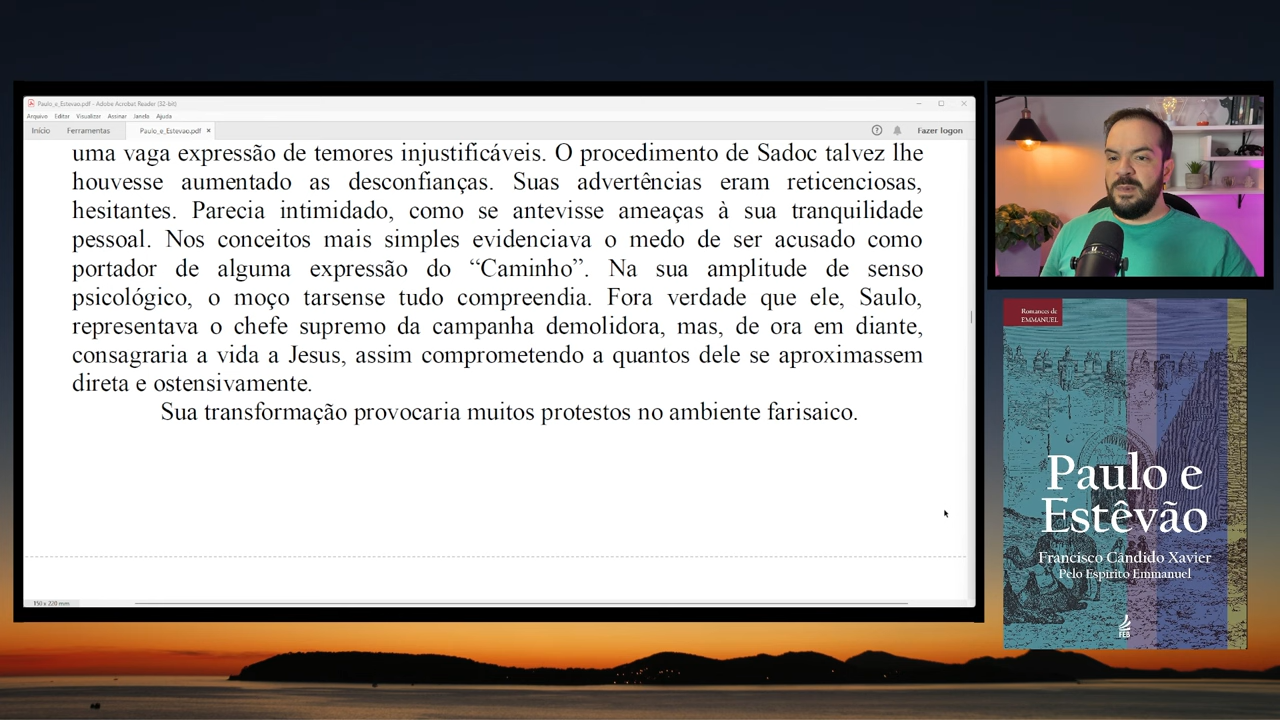 Paulo_e_Estevao.pdf - Adobe Acrobat Reader (32-bit)
Arquivo Editar Visualizar Assinar Janela Ajuda
Início Ferramentas Paulo_e_Estevao.pdf × Fazer logon
uma vaga expressão de temores injustificáveis. O procedimento de Sadoc talvez lhe
houvesse aumentado as desconfianças. Suas advertências eram reticenciosas,
hesitantes. Parecia intimidado, como se antevisse ameaças à sua tranquilidade
pessoal. Nos conceitos mais simples evidenciava o medo de ser acusado como
portador de alguma expressão do “Caminho”. Na sua amplitude de senso
psicológico, o moço tarsense tudo compreendia. Fora verdade que ele, Saulo,
representava o chefe supremo da campanha demolidora, mas, de ora em diante,
consagraria a vida a Jesus, assim comprometendo a quantos dele se aproximassem
direta e ostensivamente.
Sua transformação provocaria muitos protestos no ambiente farisaico.
150 x 220 mm
Romances de
EMMANUEL
Paulo e
Estêvão
Francisco Cândido Xavier
Pelo Espírito Emmanuel
FEB